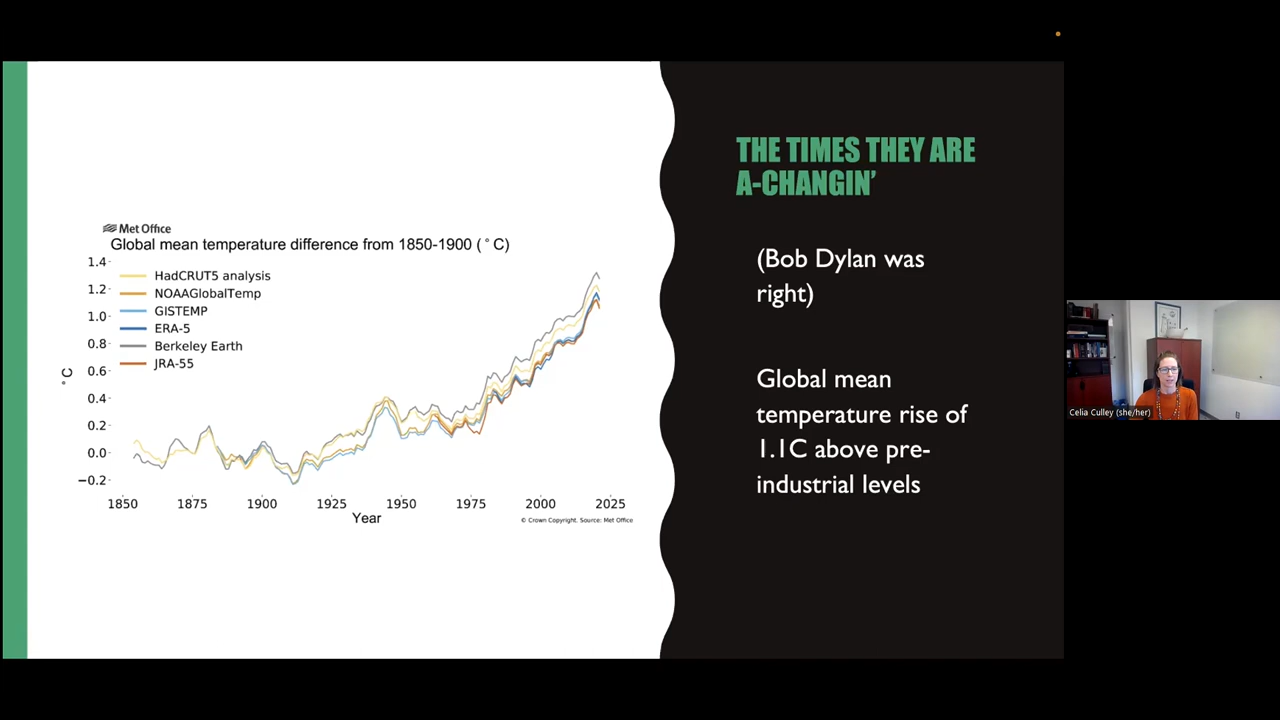 Met Office
Global mean temperature difference from 1850-1900 (°C)
1.4
1.2
1.0
0.8
0.6
0.4
0.2
0.0
−0.2
°C
HadCRUT5 analysis
NOAAGlobalTemp
GISTEMP
ERA-5
Berkeley Earth
JRA-55
1850 1875 1900 1925 1950 1975 2000 2025
Year
© Crown Copyright. Source: Met Office
THE TIMES THEY ARE
A-CHANGIN’
(Bob Dylan was
right)
Global mean
temperature rise of
1.1C above pre-
industrial levels
Celia Culley (she/her)